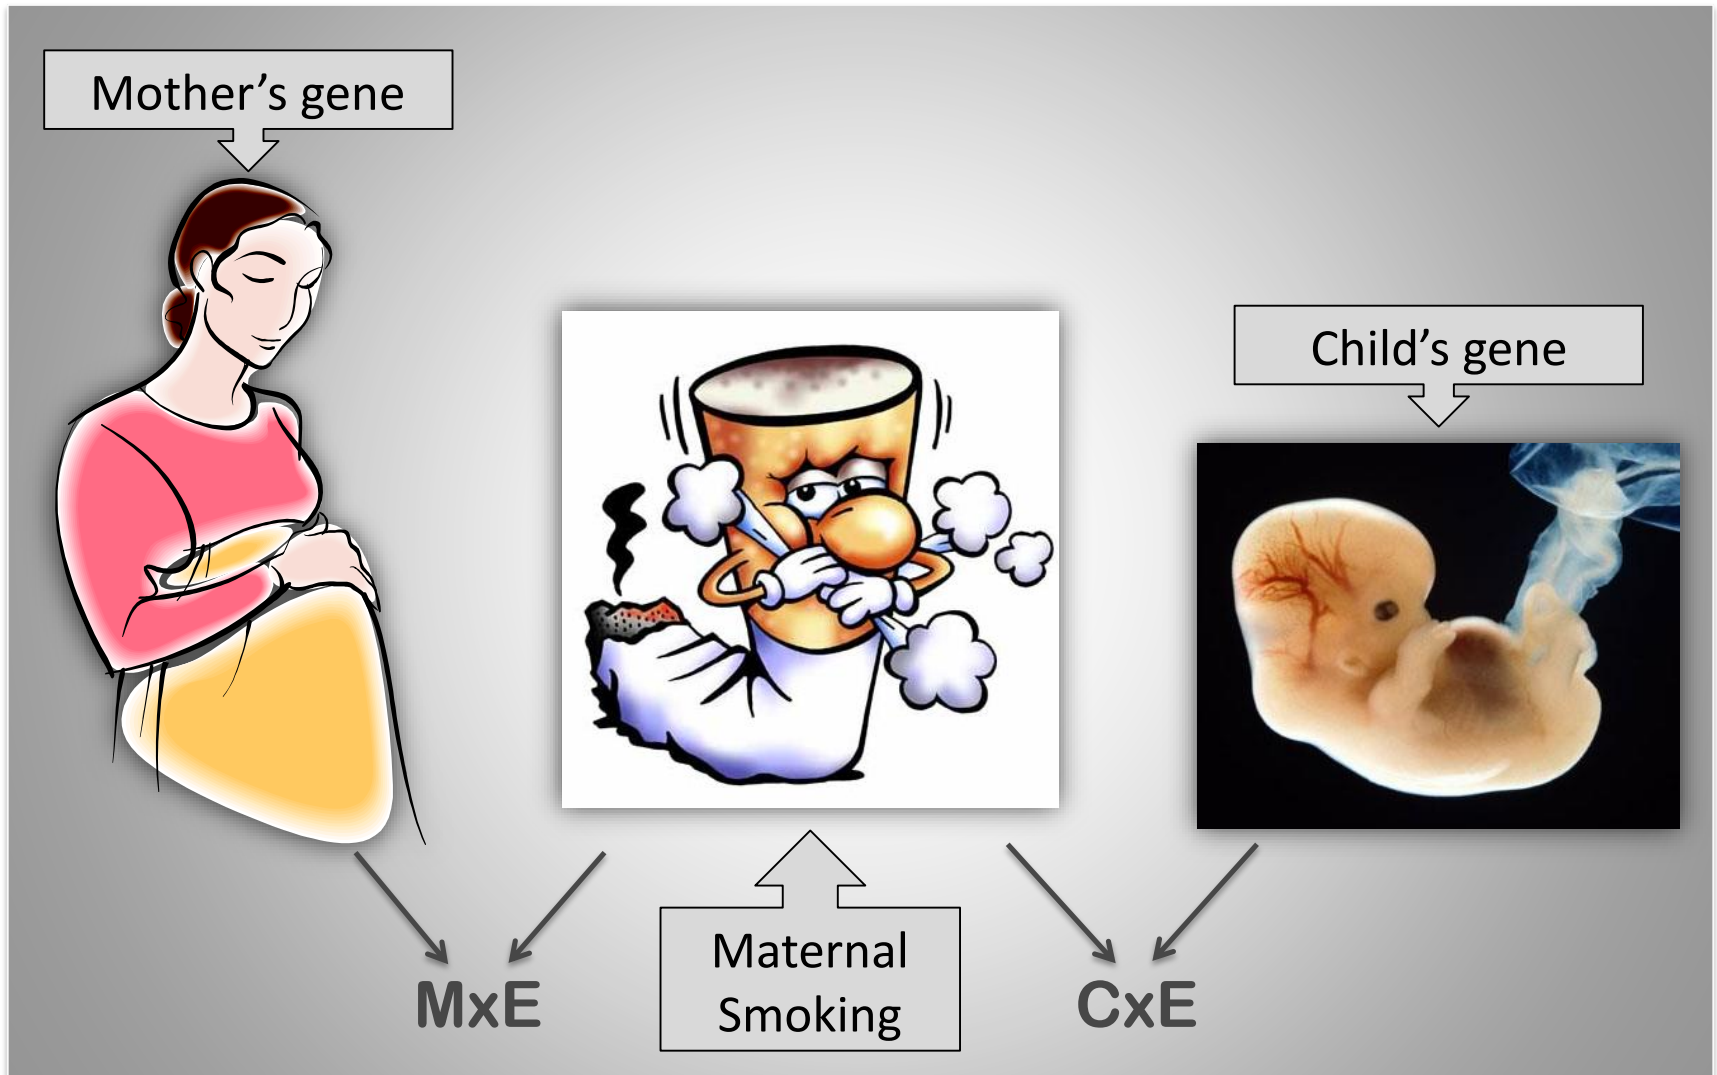 Mother’s gene
Child’s gene
Maternal
Smoking
MxE
CxE